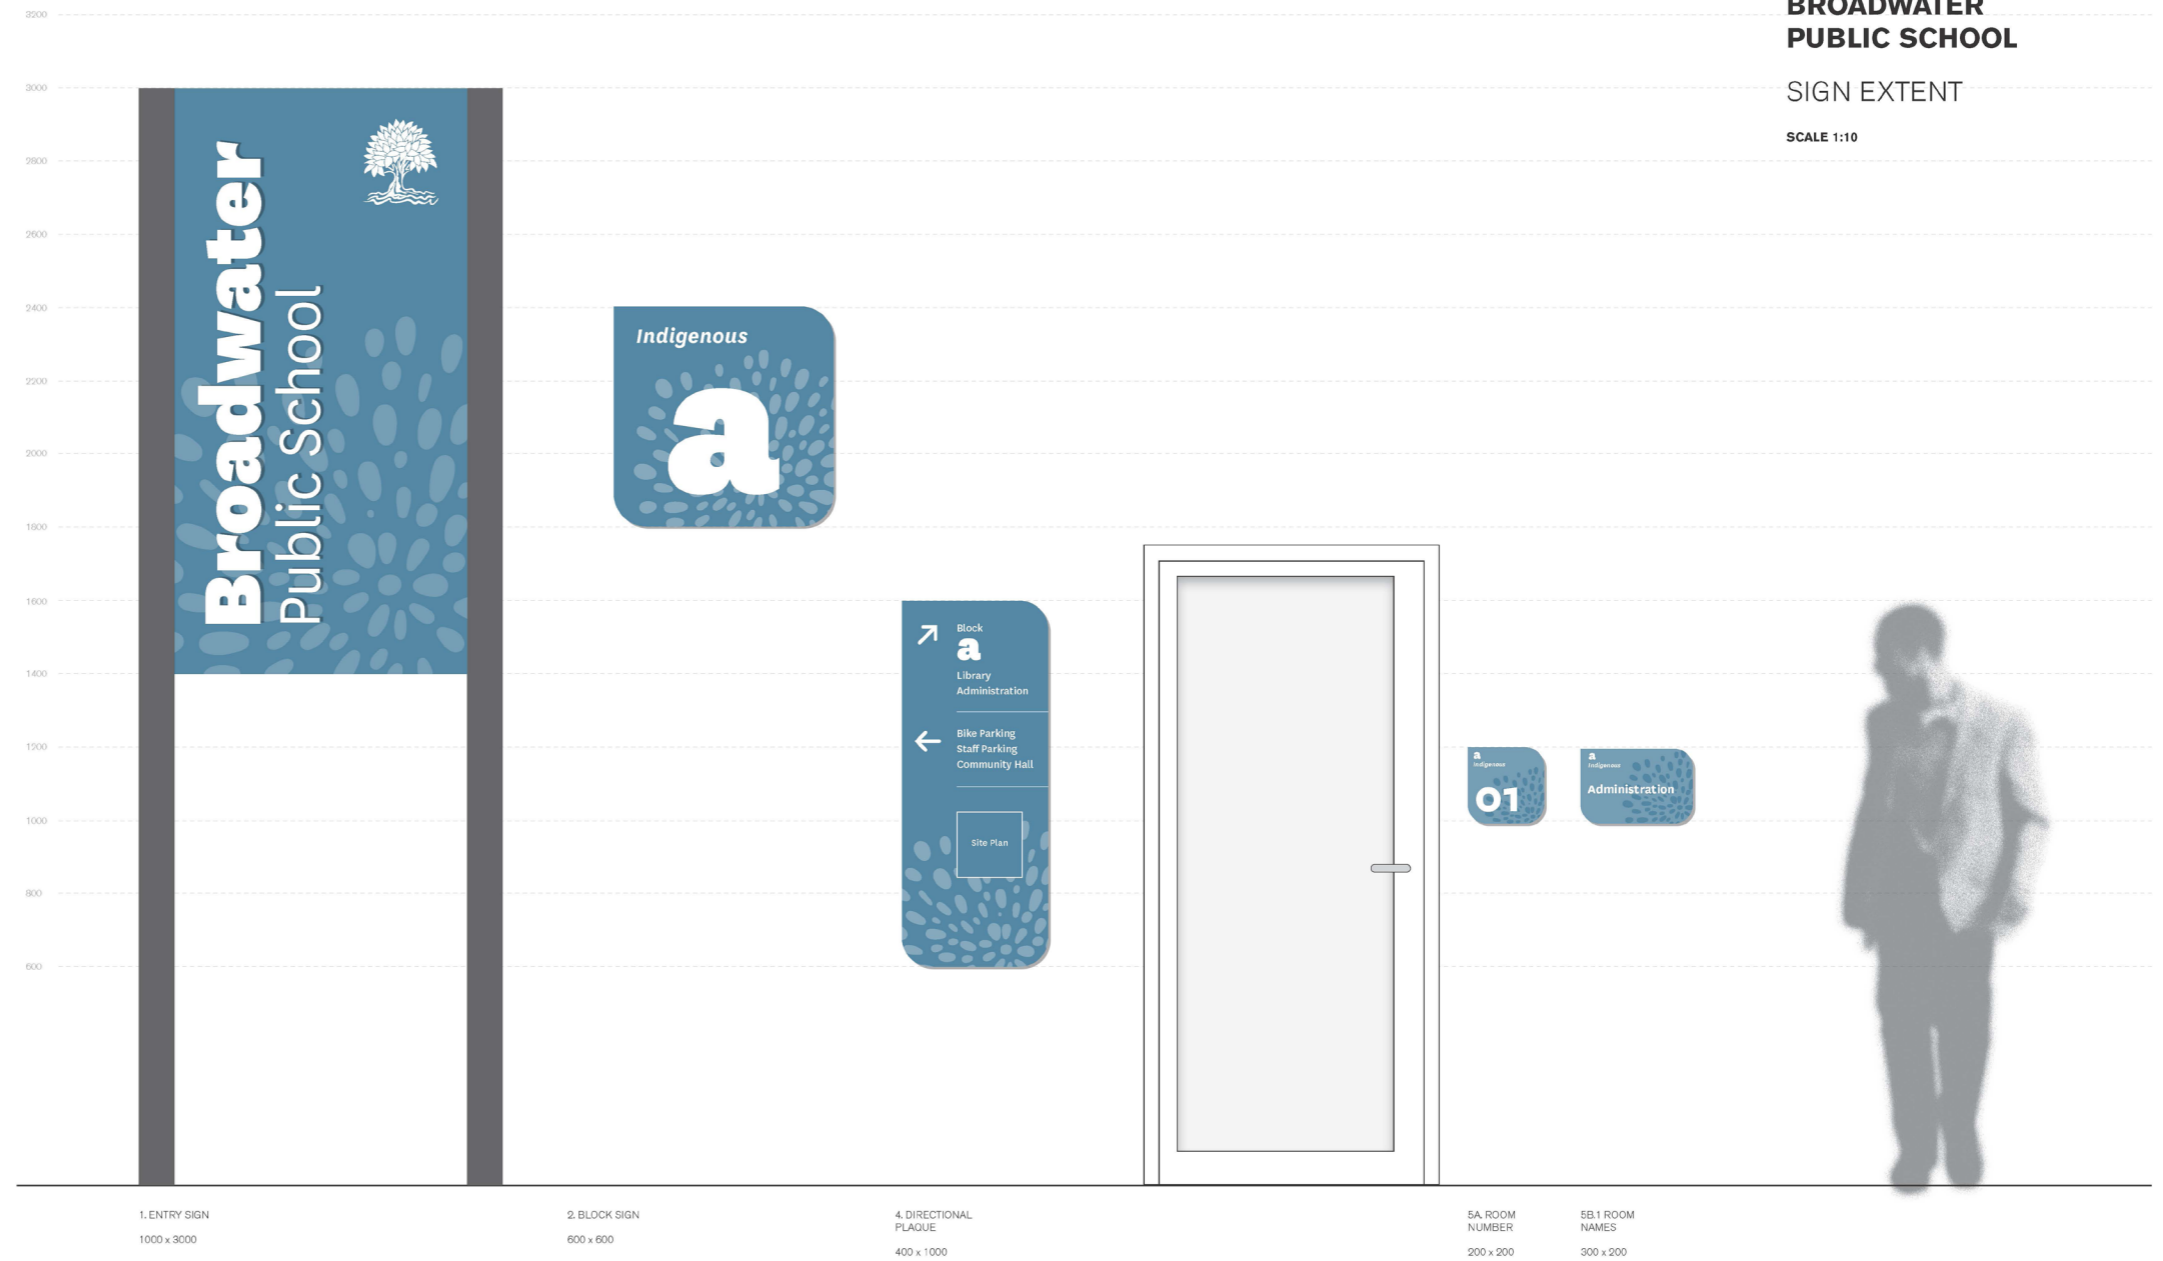 BROADWATER
PUBLIC SCHOOL
SIGN EXTENT
SCALE 1:10
3200
3000
2800
2600
2400
2200
2000
1800
1600
1400
1200
1000
800
600
Broadwater
Public School
Indigenous
a
Block
a
Library
Administration
Bike Parking
Staff Parking
Community Hall
Site Plan
a
Indigenous
01
a
Indigenous
Administration
1. ENTRY SIGN
1000 x 3000
2. BLOCK SIGN
600 x 600
4. DIRECTIONAL
PLAQUE
400 x 1000
5A. ROOM
NUMBER
200 x 200
5B.1 ROOM
NAMES
300 x 200